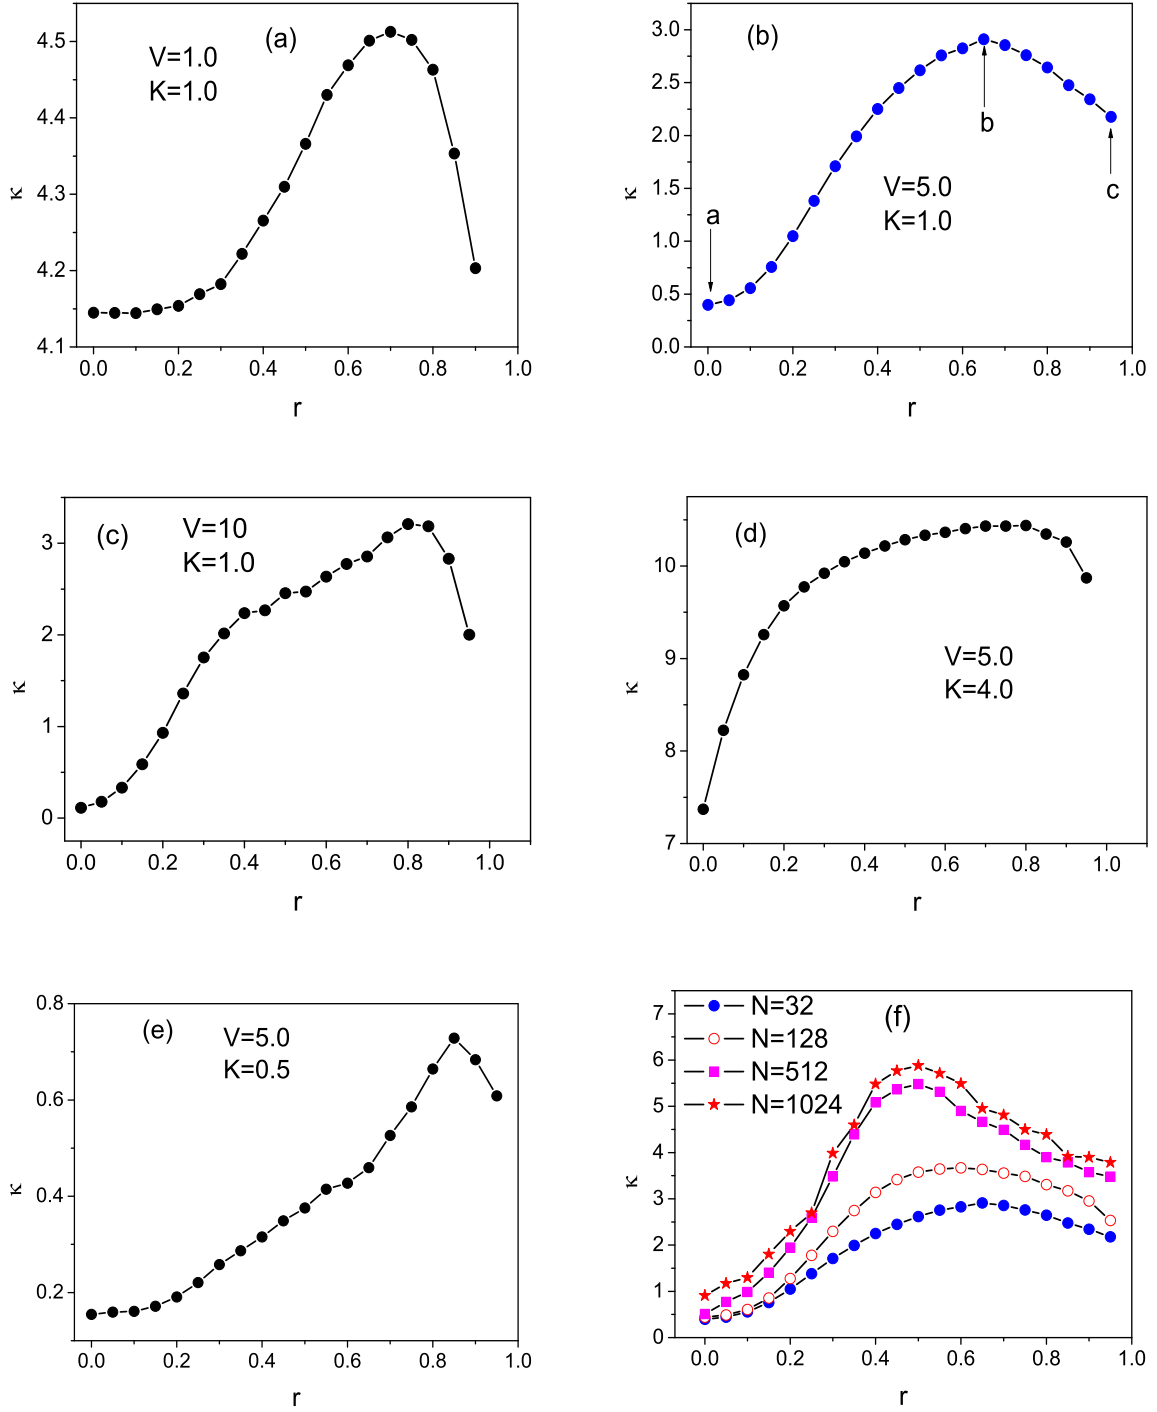 (a)
V=1.0
K=1.0
4.5
4.4
4.3
4.2
4.1
κ
0.0 0.2 0.4 0.6 0.8 1.0
r
(b)
3.0
2.5
2.0
1.5
1.0
0.5
0.0
κ
a
b
c
V=5.0
K=1.0
0.0 0.2 0.4 0.6 0.8 1.0
r
(c)
V=10
K=1.0
3
2
1
0
κ
0.0 0.2 0.4 0.6 0.8 1.0
r
(d)
10
9
8
7
κ
V=5.0
K=4.0
0.0 0.2 0.4 0.6 0.8 1.0
r
(e)
V=5.0
K=0.5
0.8
0.6
0.4
0.2
κ
0.0 0.2 0.4 0.6 0.8 1.0
r
(f)
N=32
N=128
N=512
N=1024
7
6
5
4
3
2
1
0
κ
0.0 0.2 0.4 0.6 0.8 1.0
r